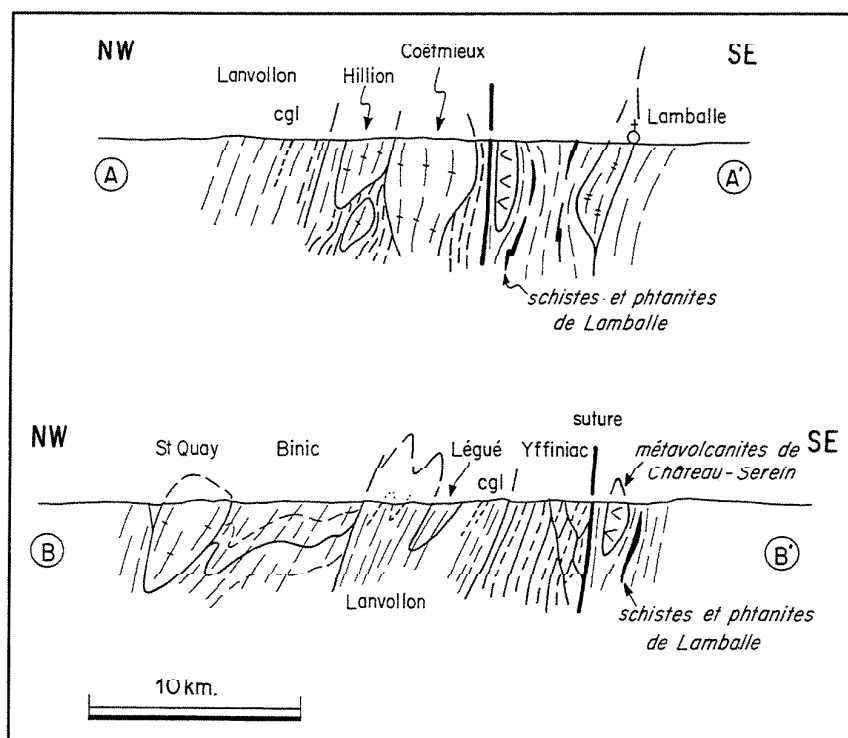 NW
Coëtmieux
SE
Lanvollon
Hillion
cgl
Lamballe
A
A'
schistes et phtanites
de Lamballe
NW
St Quay
Binic
Légué
cgl
Yffiniac
suture
métavolcanites de
Château-Serein
SE
B
B'
Lanvollon
schistes et phtanites
de Lamballe
10 km.